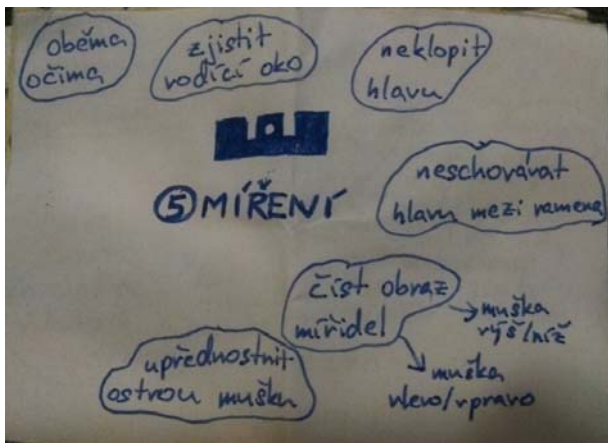 oběma
očima
zjistit
vodící oko
neklopit
hlavu
⑤ MÍŘENÍ
neschovávat
hlavu mezi ramena
číst obraz
mířidel
muška
výš/níž
muška
vlevo/vpravo
upřednostnit
ostrou mušku